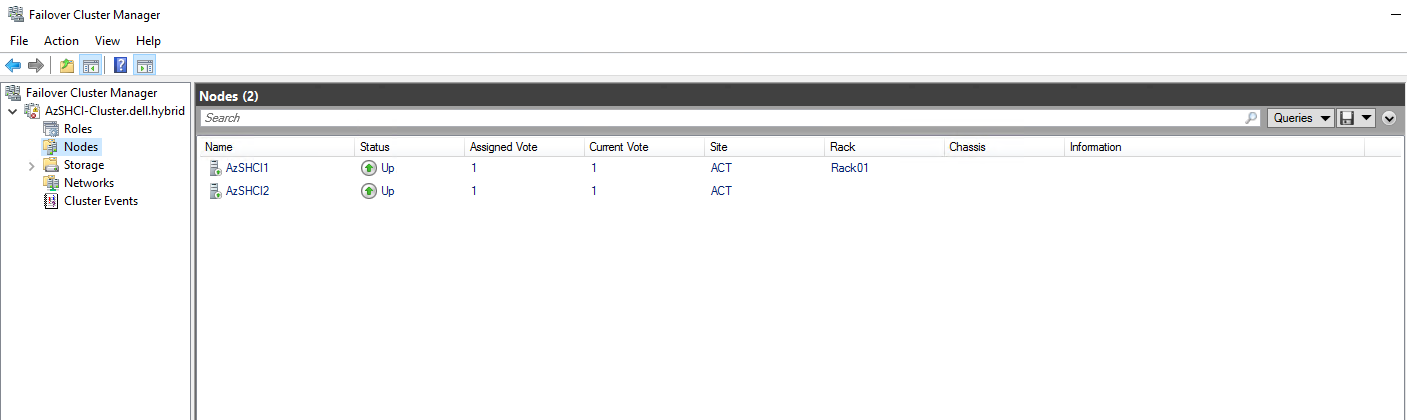 Failover Cluster Manager
File Action View Help
Failover Cluster Manager
AzSHCI-Cluster.dell.hybrid
Roles
Nodes
Storage
Networks
Cluster Events
Nodes (2)
Search
Queries
Name Status Assigned Vote Current Vote Site Rack Chassis Information
AzSHCI1 Up 1 1 ACT Rack01
AzSHCI2 Up 1 1 ACT